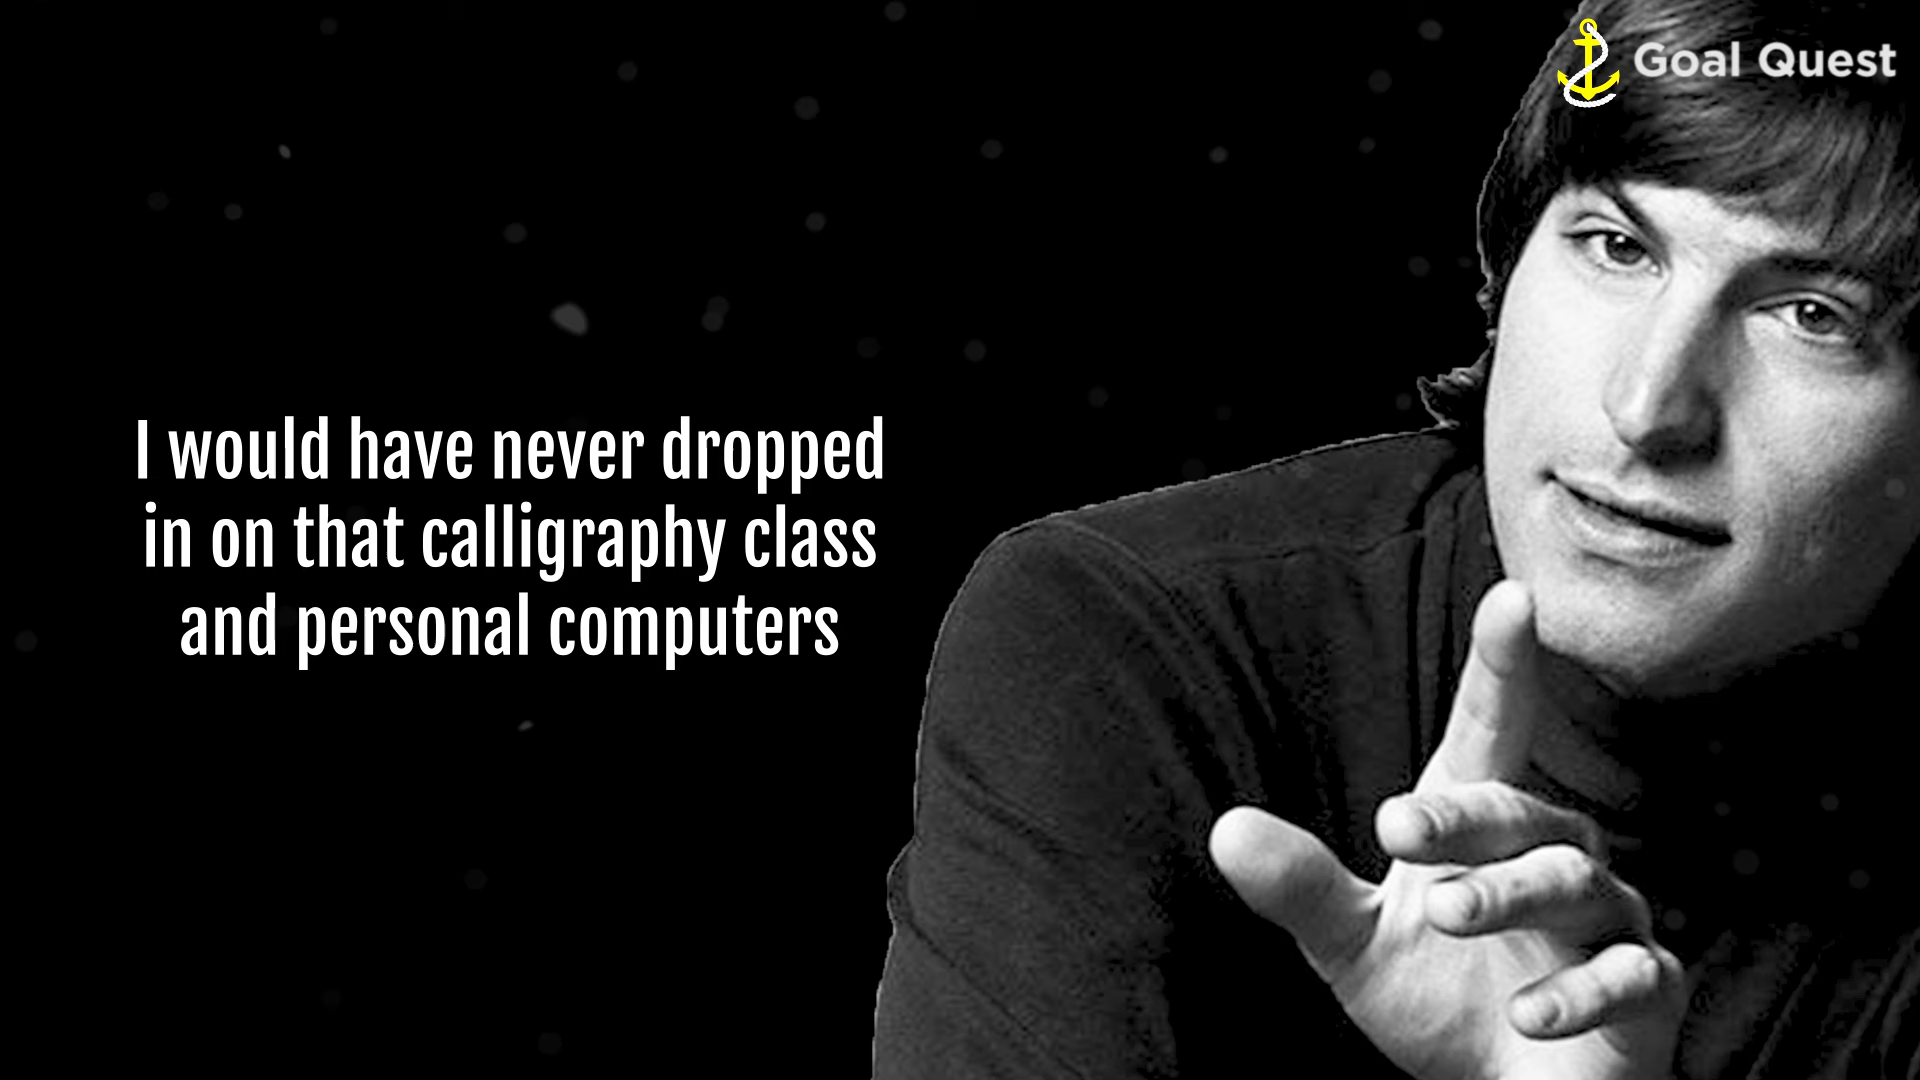 Goal Quest
I would have never dropped
in on that calligraphy class
and personal computers